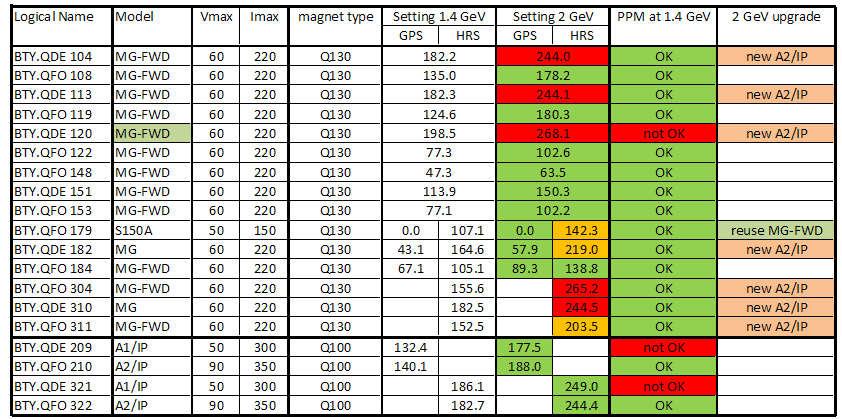 Logical Name Model Vmax Imax magnet type Setting 1.4 GeV Setting 2 GeV PPM at 1.4 GeV 2 GeV upgrade
GPS HRS GPS HRS
BTY.QDE 104 MG-FWD 60 220 Q130 182.2 244.0 OK new A2/IP
BTY.QFO 108 MG-FWD 60 220 Q130 135.0 178.2 OK
BTY.QDE 113 MG-FWD 60 220 Q130 182.3 244.1 OK new A2/IP
BTY.QFO 119 MG-FWD 60 220 Q130 124.6 180.3 OK
BTY.QDE 120 MG-FWD 60 220 Q130 198.5 268.1 not OK new A2/IP
BTY.QFO 122 MG-FWD 60 220 Q130 77.3 102.6 OK
BTY.QFO 148 MG-FWD 60 220 Q130 47.3 63.5 OK
BTY.QDE 151 MG-FWD 60 220 Q130 113.9 150.3 OK
BTY.QFO 153 MG-FWD 60 220 Q130 77.1 102.2 OK
BTY.QFO 179 S150A 50 150 Q130 0.0 107.1 0.0 142.3 OK reuse MG-FWD
BTY.QDE 182 MG 60 220 Q130 43.1 164.6 57.9 219.0 OK new A2/IP
BTY.QFO 184 MG-FWD 60 220 Q130 67.1 105.1 89.3 138.8 OK
BTY.QFO 304 MG-FWD 60 220 Q130 155.6 265.2 OK new A2/IP
BTY.QDE 310 MG 60 220 Q130 182.5 244.5 OK new A2/IP
BTY.QFO 311 MG-FWD 60 220 Q130 152.5 203.5 OK new A2/IP
BTY.QDE 209 A1/IP 50 300 Q100 132.4 177.5 not OK
BTY.QFO 210 A2/IP 90 350 Q100 140.1 188.0 OK
BTY.QDE 321 A1/IP 50 300 Q100 186.1 249.0 not OK
BTY.QFO 322 A2/IP 90 350 Q100 182.7 244.4 OK